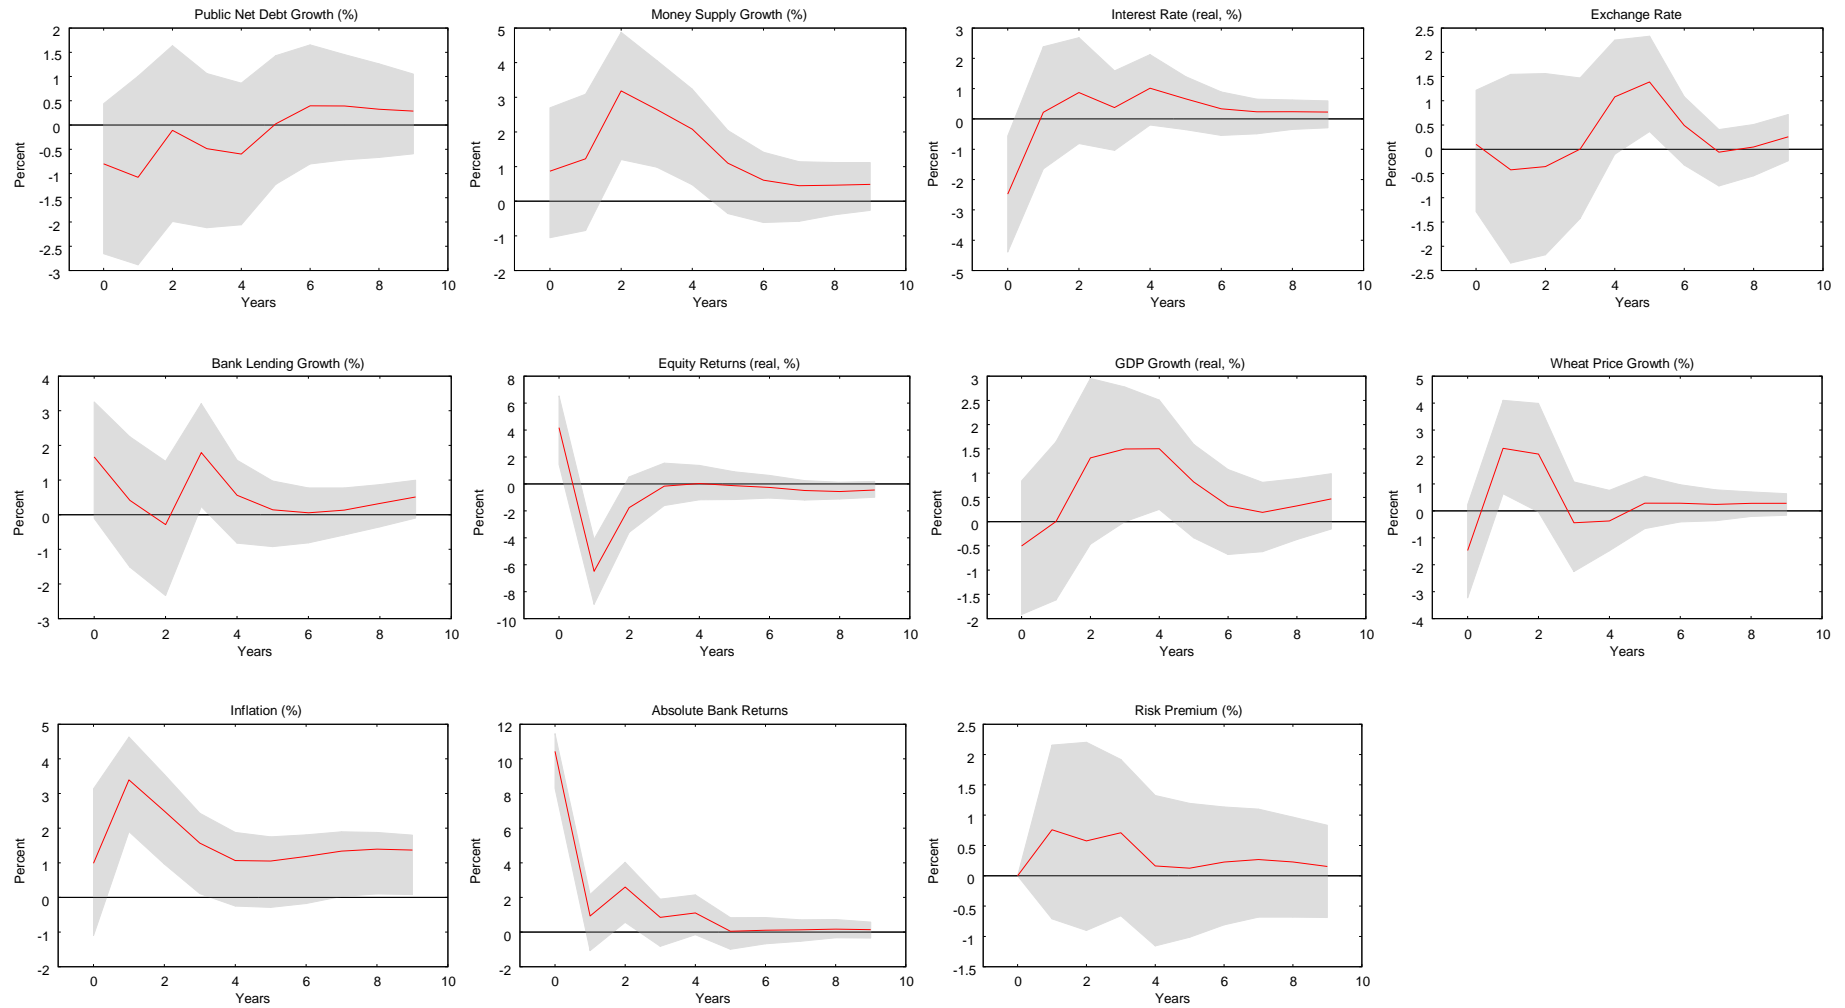 Public Net Debt Growth (%)
2
1.5
1
0.5
0
-0.5
-1
-1.5
-2
-2.5
-3
Percent
0 2 4 6 8 10
Years
Money Supply Growth (%)
5
4
3
2
1
0
-1
-2
Percent
0 2 4 6 8 10
Years
Interest Rate (real, %)
3
2
1
0
-1
-2
-3
-4
-5
Percent
0 2 4 6 8 10
Years
Exchange Rate
2.5
2
1.5
1
0.5
0
-0.5
-1
-1.5
-2
-2.5
Percent
0 2 4 6 8 10
Years
Bank Lending Growth (%)
4
3
2
1
0
-1
-2
-3
Percent
0 2 4 6 8 10
Years
Equity Returns (real, %)
8
6
4
2
0
-2
-4
-6
-8
-10
Percent
0 2 4 6 8 10
Years
GDP Growth (real, %)
3
2.5
2
1.5
1
0.5
0
-0.5
-1
-1.5
-2
Percent
0 2 4 6 8 10
Years
Wheat Price Growth (%)
5
4
3
2
1
0
-1
-2
-3
-4
Percent
0 2 4 6 8 10
Years
Inflation (%)
5
4
3
2
1
0
-1
-2
Percent
0 2 4 6 8 10
Years
Absolute Bank Returns
12
10
8
6
4
2
0
-2
Percent
0 2 4 6 8 10
Years
Risk Premium (%)
2.5
2
1.5
1
0.5
0
-0.5
-1
-1.5
Percent
0 2 4 6 8 10
Years